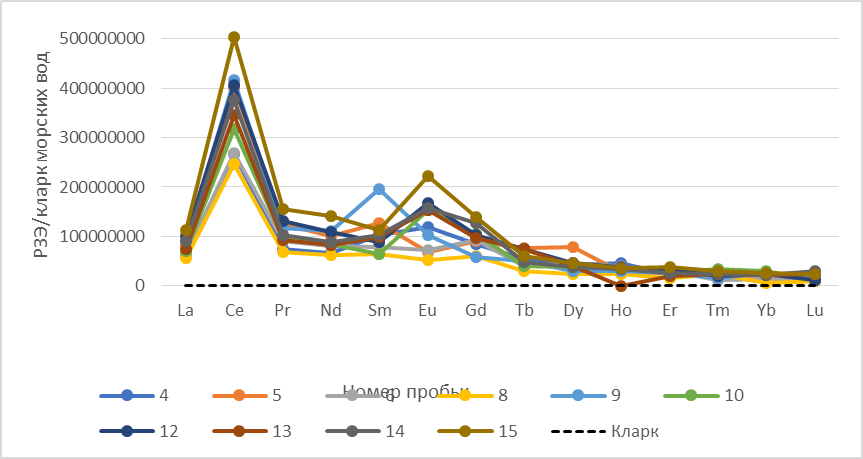 РЗЭ/кларк морских вод
500000000
400000000
300000000
200000000
100000000
0
La Ce Pr Nd Sm Eu Gd Tb Dy Ho Er Tm Yb Lu
Номер пробы
4 5 6 8 9 10
12 13 14 15 Кларк